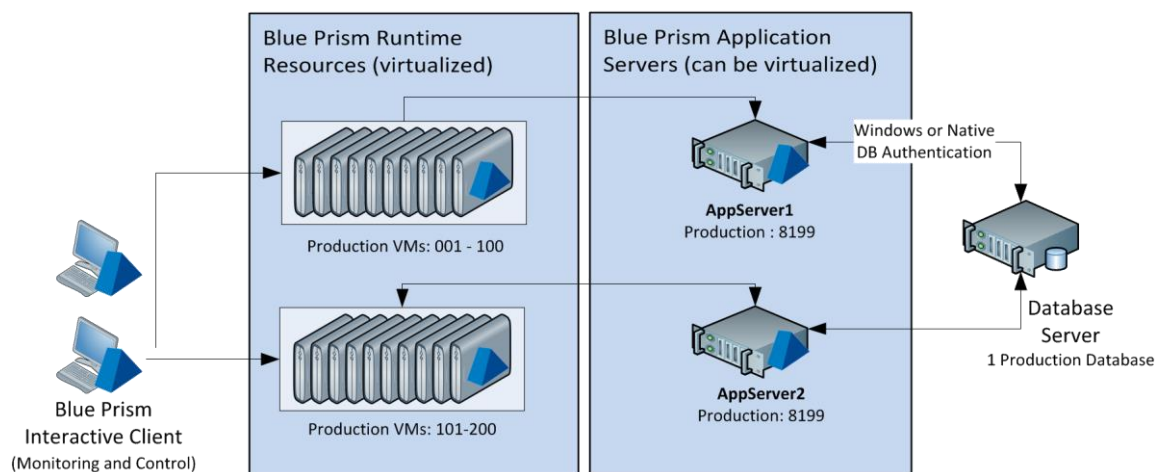 Blue Prism Runtime
Resources (virtualized)
Blue Prism Application
Servers (can be virtualized)
Windows or Native
DB Authentication
AppServer1
Production : 8199
Production VMs: 001 - 100
Database
Server
1 Production Database
AppServer2
Production: 8199
Production VMs: 101-200
Blue Prism
Interactive Client
(Monitoring and Control)